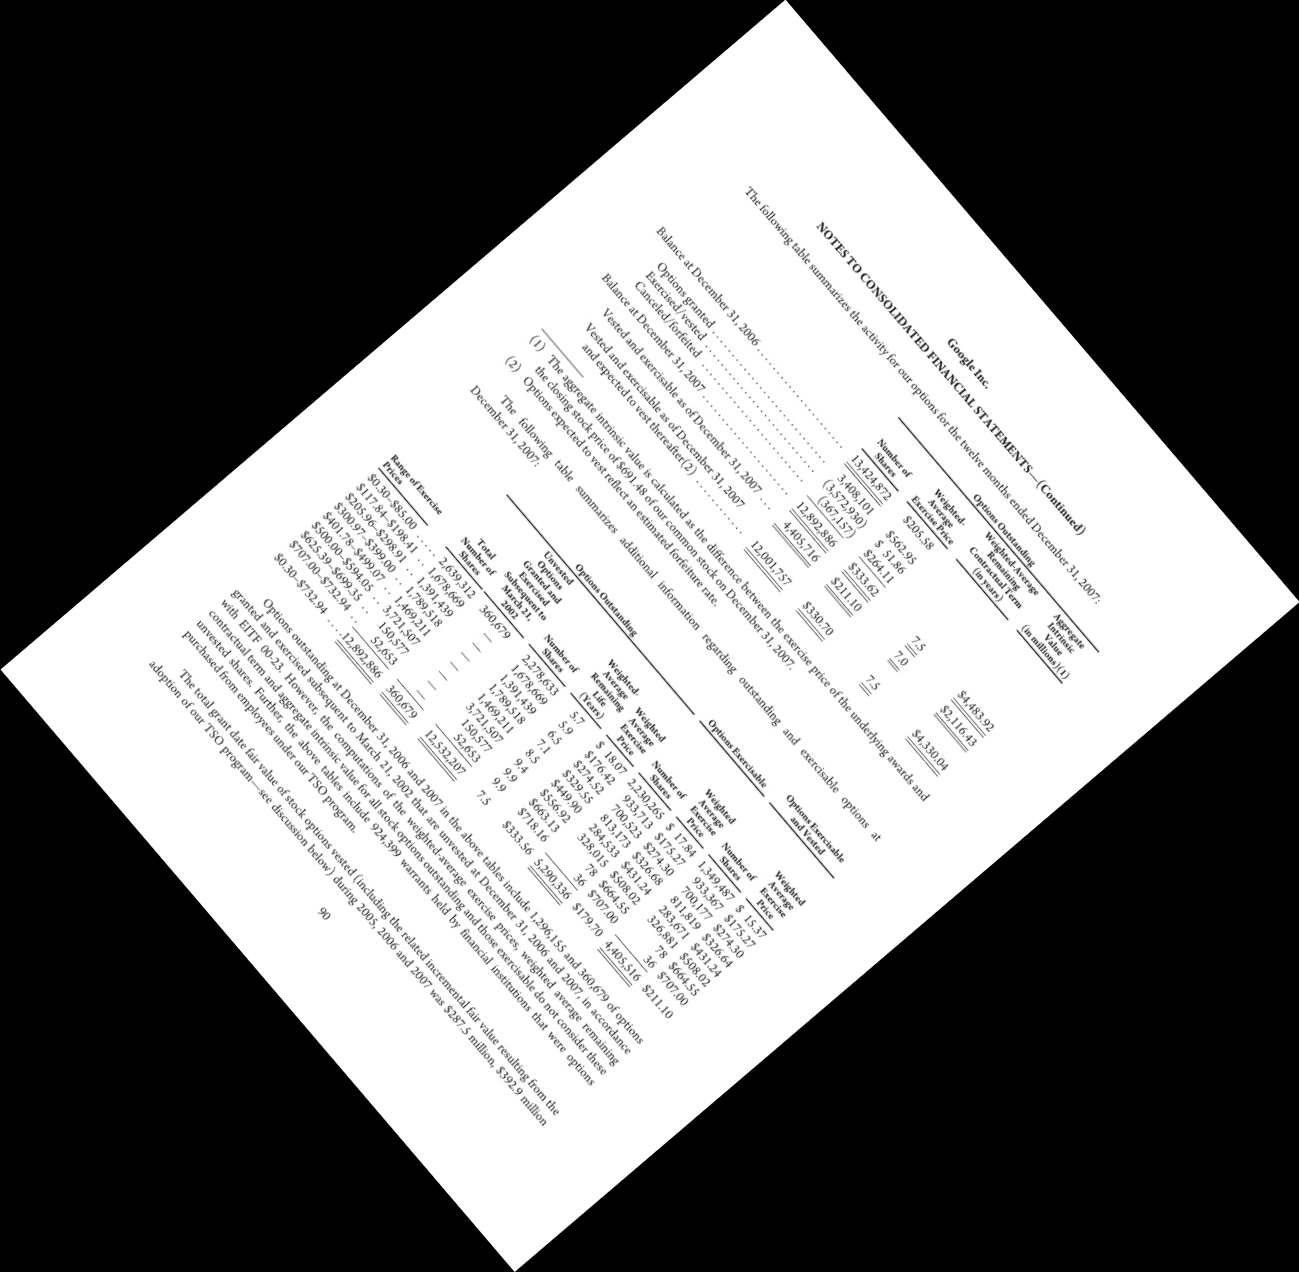 Google Inc.
NOTES TO CONSOLIDATED FINANCIAL STATEMENTS—(Continued)
The following table summarizes the activity for our options for the twelve months ended December 31, 2007:
Options Outstanding
Number of Shares Weighted-Average Exercise Price Weighted-Average Remaining Contractual Term (in years) Aggregate Intrinsic Value (in millions)(1)
Balance at December 31, 2006 . . . . . . . . . . . . . . . . . . . . 13,424,872 $205.58
Options granted . . . . . . . . . . . . . . . . . . . . . . . . . . . 3,408,101 $562.95
Exercised/vested . . . . . . . . . . . . . . . . . . . . . . . . . . (3,572,930) $ 51.86
Canceled/forfeited . . . . . . . . . . . . . . . . . . . . . . . . . (367,157) $264.11
Balance at December 31, 2007 . . . . . . . . . . . . . . . . . . . . 12,892,886 $333.62 7.5 $4,483.92
Vested and exercisable as of December 31, 2007 . . . . 4,405,716 $211.10 7.0 $2,116.43
Vested and exercisable as of December 31, 2007
and expected to vest thereafter(2) . . . . . . . . . . . 12,001,757 $330.70 7.5 $4,330.04
(1) The aggregate intrinsic value is calculated as the difference between the exercise price of the underlying awards and
the closing stock price of $691.48 of our common stock on December 31, 2007.
(2) Options expected to vest reflect an estimated forfeiture rate.
The following table summarizes additional information regarding outstanding and exercisable options at
December 31, 2007:
Options Outstanding Options Exercisable Options Exercisable and Vested
Range of Exercise Prices Total Number of Shares Unvested Options Granted and Exercised Subsequent to March 21, 2002 Number of Shares Weighted-Average Remaining Life (Years) Weighted Average Exercise Price Number of Shares Weighted Average Exercise Price Number of Shares Weighted Average Exercise Price
$0.30–$85.00 . . . . . 2,639,312 360,679 2,278,633 5.7 $ 18.07 2,230,265 $ 17.84 1,349,487 $ 15.37
$117.84–$198.41 . . 1,678,669 — 1,678,669 5.9 $176.42 933,713 $175.27 933,367 $175.27
$205.96–$298.91 . . 1,391,439 — 1,391,439 6.5 $274.52 700,523 $274.30 700,177 $274.30
$300.97–$399.00 . . 1,789,518 — 1,789,518 7.1 $329.55 813,173 $326.68 811,819 $326.64
$401.78–$499.07 . . 1,469,211 — 1,469,211 8.5 $449.90 284,533 $431.24 283,671 $431.24
$500.00–$594.05 . . 3,721,507 — 3,721,507 9.4 $556.92 328,015 $508.02 326,881 $508.02
$625.39–$699.35 . . 150,577 — 150,577 9.9 $663.13 78 $664.55 78 $664.55
$707.00–$732.94 . . 52,653 — 52,653 9.9 $718.16 36 $707.00 36 $707.00
$0.30–$732.94 . . . . 12,892,886 360,679 12,532,207 7.5 $333.56 5,290,336 $179.70 4,405,516 $211.10
Options outstanding at December 31, 2006 and 2007 in the above tables include 1,296,155 and 360,679 of options
granted and exercised subsequent to March 21, 2002 that are unvested at December 31, 2006 and 2007, in accordance
with EITF 00-23. However, the computations of the weighted-average exercise prices, weighted average remaining
contractual term and aggregate intrinsic value for all stock options outstanding and those exercisable do not consider these
unvested shares. Further, the above tables include 924,399 warrants held by financial institutions that were options
purchased from employees under our TSO program.
The total grant date fair value of stock options vested (including the related incremental fair value resulting from the
adoption of our TSO program—see discussion below) during 2005, 2006 and 2007 was $287.5 million, $392.9 million
90